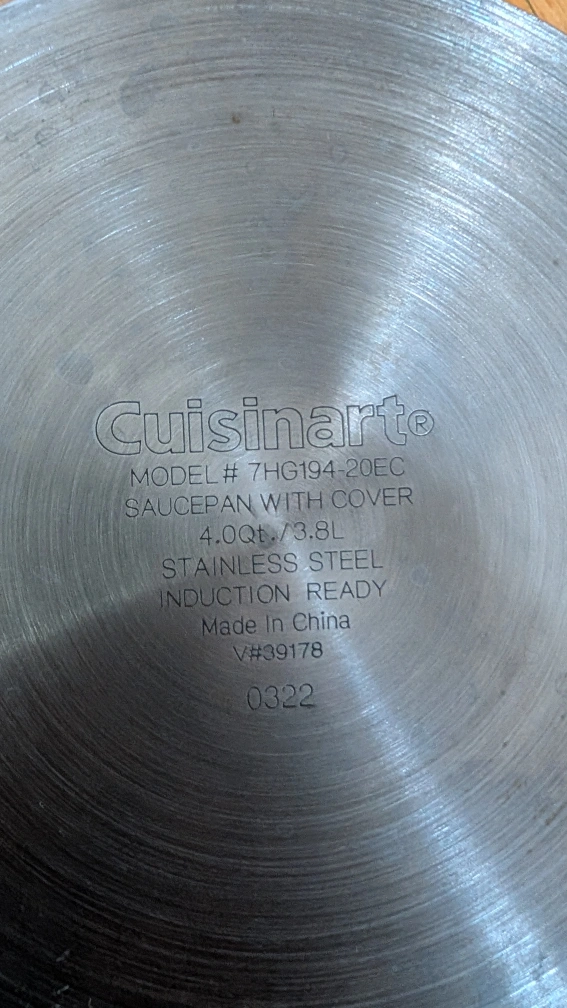 Cuisinart®
MODEL# 7HG194-20EC
SAUCEPAN WITH COVER
4.0Qt./3.8L
STAINLESS STEEL
INDUCTION READY
Made In China
V#39178
0322